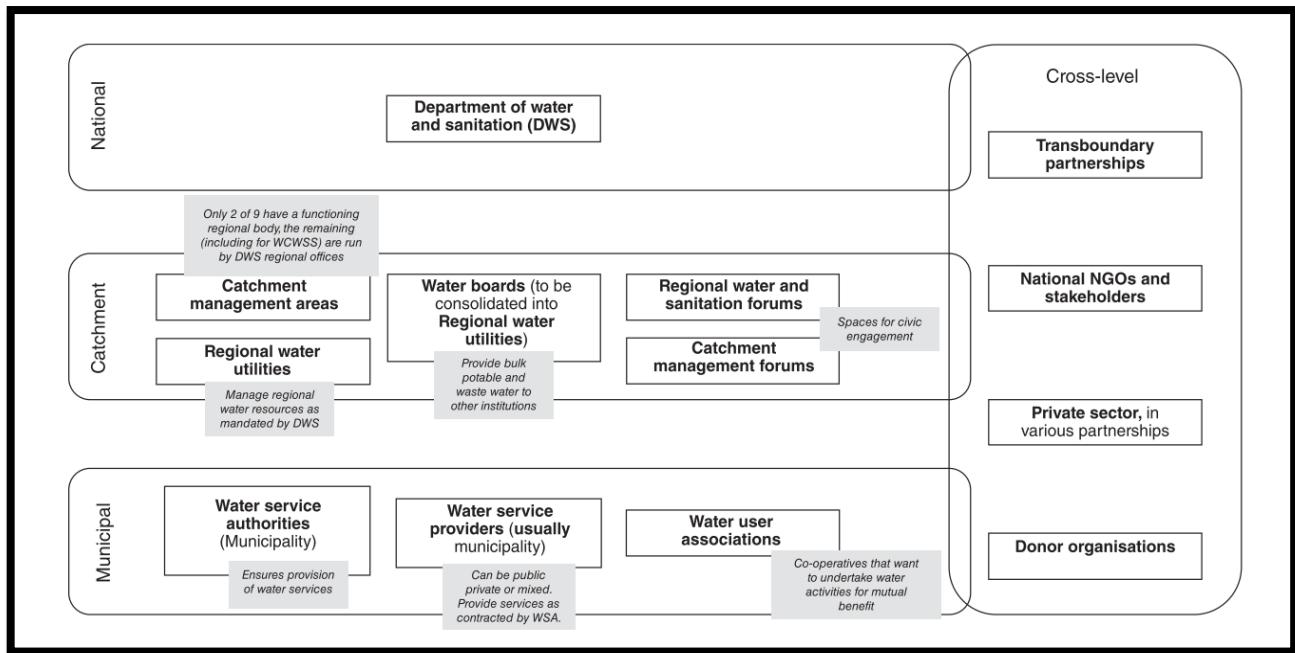 National
Department of water
and sanitation (DWS)
Cross-level
Transboundary
partnerships
National NGOs and
stakeholders
Private sector, in
various partnerships
Donor organisations
Catchment
Only 2 of 9 have a functioning
regional body, the remaining
(including for WCWSS) are run
by DWS regional offices
Catchment
management areas
Regional water
utilities
Manage regional
water resources as
mandated by DWS
Water boards (to be
consolidated into
Regional water
utilities)
Provide bulk
potable and
waste water to
other institutions
Regional water and
sanitation forums
Spaces for civic
engagement
Catchment
management forums
Municipal
Water service
authorities
(Municipality)
Ensures provision
of water services
Water service
providers (usually
municipality)
Can be public
private or mixed.
Provide services as
contracted by WSA.
Water user
associations
Co-operatives that want
to undertake water
activities for mutual
benefit